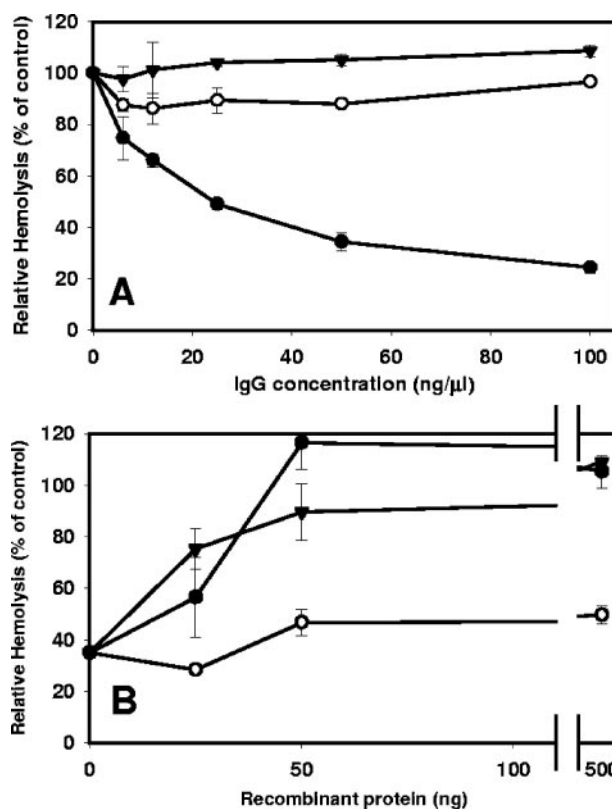 Relative Hemolysis (% of control)
120
100
80
60
40
20
0
A
0 20 40 60 80 100
IgG concentration (ng/µl)
Relative Hemolysis (% of control)
120
100
80
60
40
20
0
B
0 50 100 500
Recombinant protein (ng)